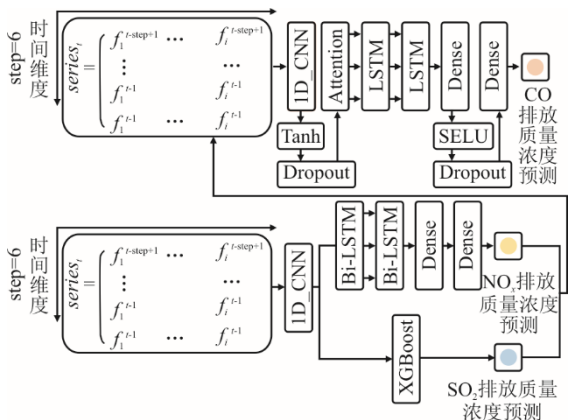 step=6
时间维度
series_t =
f_1^{t-step+1} ... f_i^{t-step+1}
⋮ ... ⋮
f_1^{t-1} ... f_i^{t-1}
f_1^{t-1} ... f_i^{t-1}
1D_CNN
Tanh
Dropout
Attention
LSTM
LSTM
Dense
SELU
Dropout
Dense
CO
排放
质量
浓度
预测
step=6
时间维度
series_t =
f_1^{t-step+1} ... f_i^{t-step+1}
⋮ ... ⋮
f_1^{t-1} ... f_i^{t-1}
f_1^{t-1} ... f_i^{t-1}
1D_CNN
Bi-LSTM
Bi-LSTM
Dense
Dense
NO_x排放
质量浓度
预测
XGBoost
SO_2排放质量
浓度预测